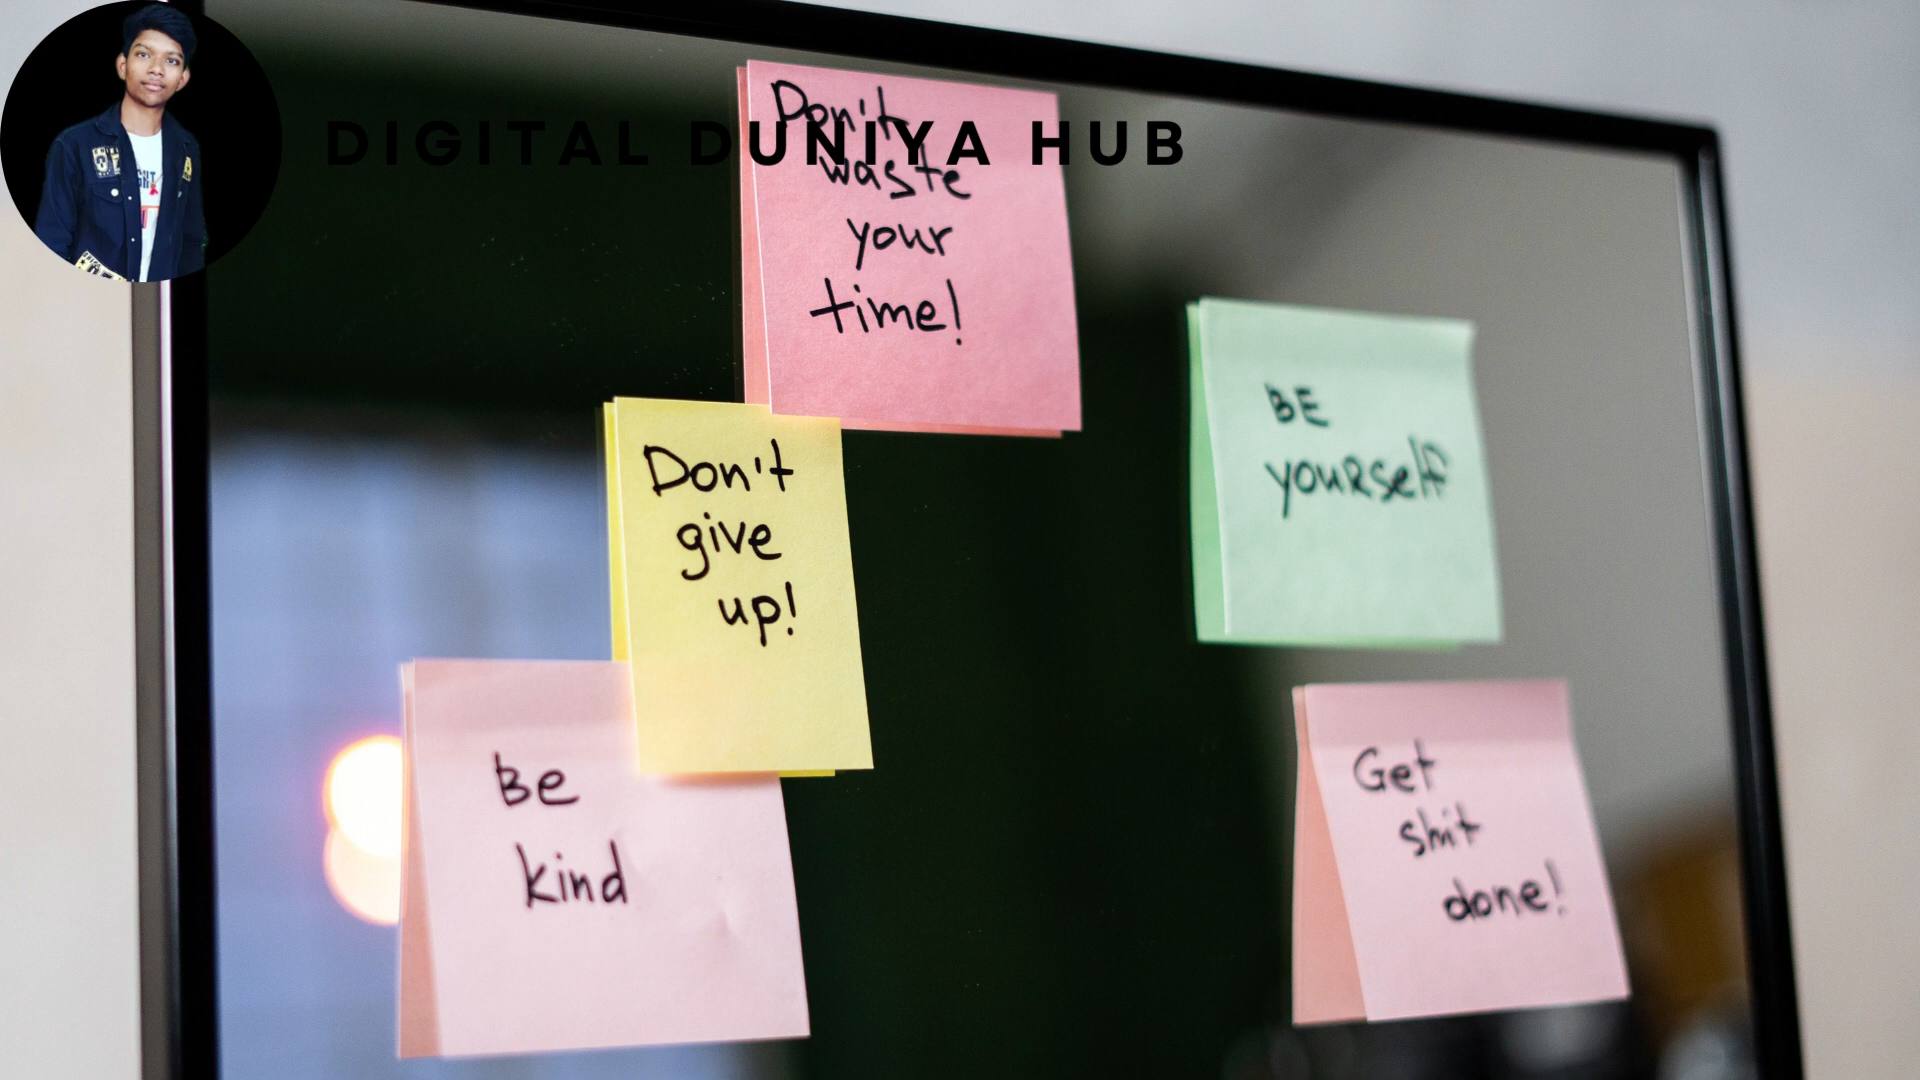 DIGITAL DUNIYA HUB
Don't
waste
your
time!
BE
youRself
Don't
give
up!
Be
kind
Get
shit
done!